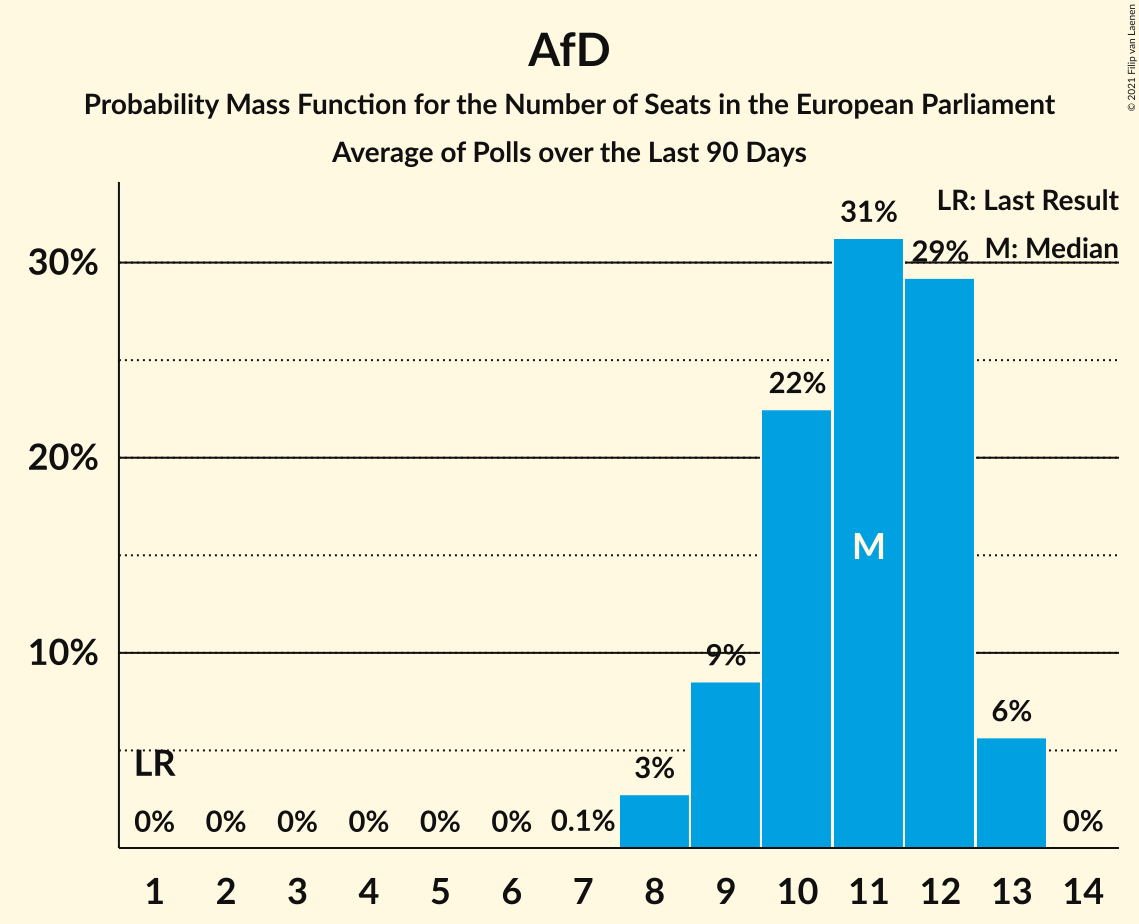 AfD
Probability Mass Function for the Number of Seats in the European Parliament
Average of Polls over the Last 90 Days
© 2021 Filip van Laenen
LR: Last Result
M: Median
30%
20%
10%
LR
0% 0% 0% 0% 0% 0% 0.1% 3% 9% 22% 31% 29% 6% 0%
M
1 2 3 4 5 6 7 8 9 10 11 12 13 14